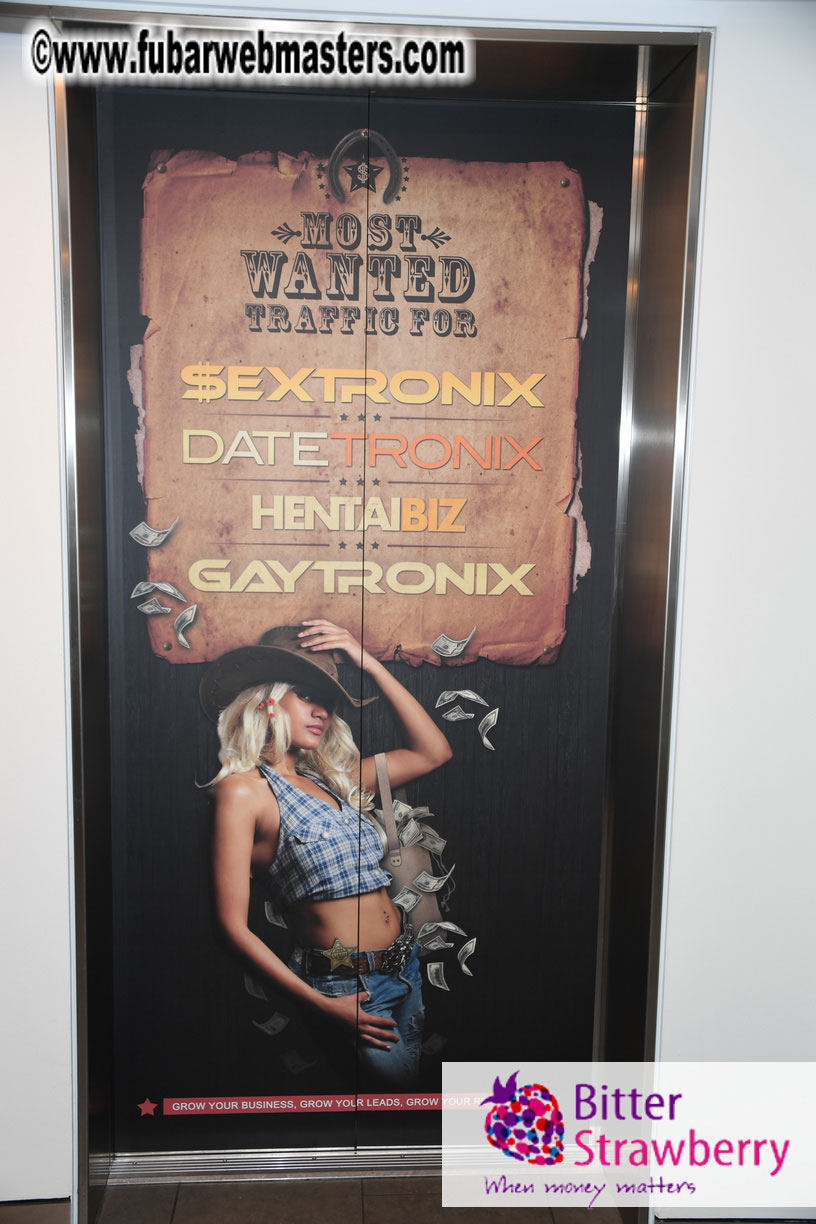 ©www.fubarwebmasters.com
MOST
WANTED
TRAFFIC FOR
$EXTRONIX
DATETRONIX
HENTAIBIZ
GAYTRONIX
GROW YOUR BUSINESS, GROW YOUR LEADS, GROW YOUR
Bitter
Strawberry
When money matters